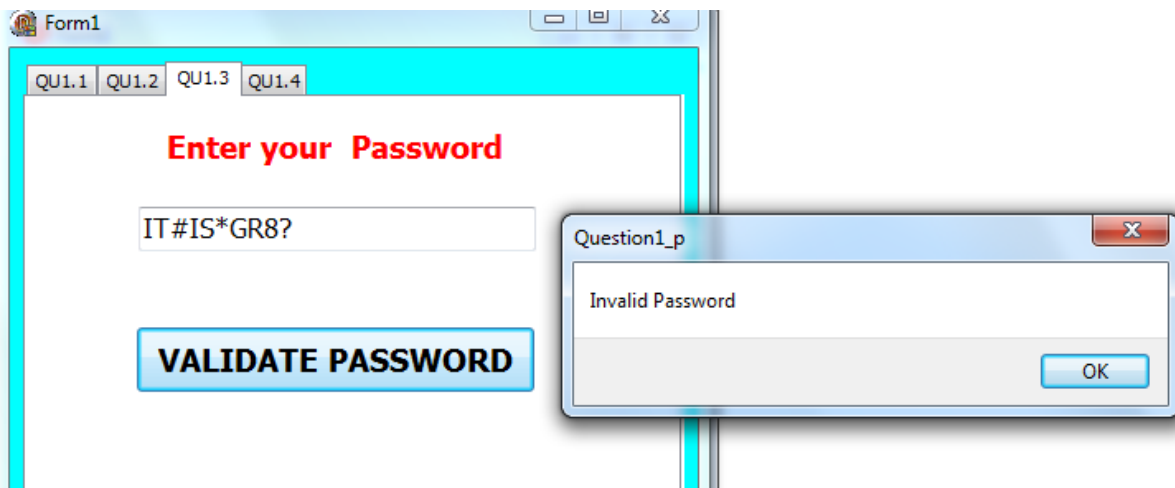 Form1
QU1.1 QU1.2 QU1.3 QU1.4
Enter your Password
IT#IS*GR8?
VALIDATE PASSWORD
Question1_p
Invalid Password
OK